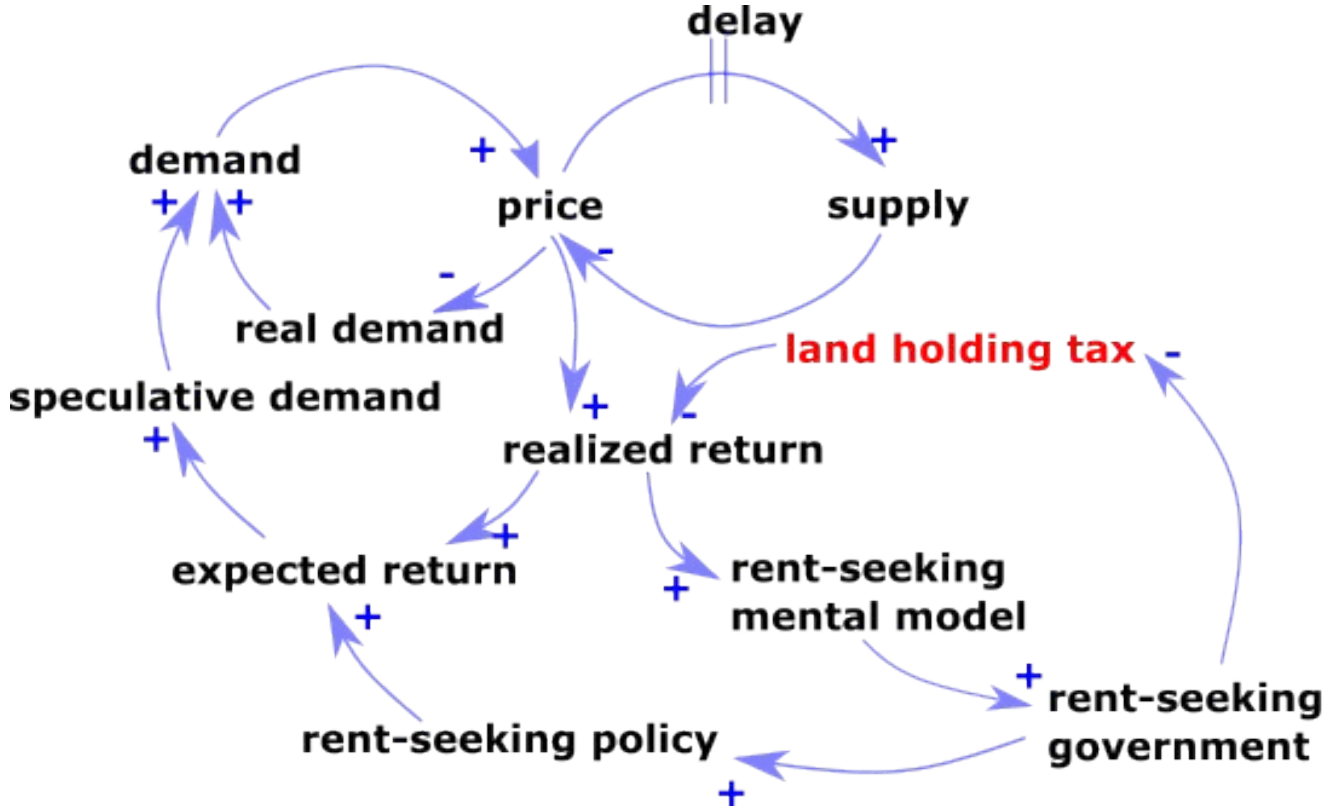 delay
demand
+
+
+
+
price
supply
+
-
-
real demand
land holding tax
-
speculative demand
+
+
-
realized return
+
expected return
+
rent-seeking
mental model
+
+
rent-seeking
government
rent-seeking policy
+